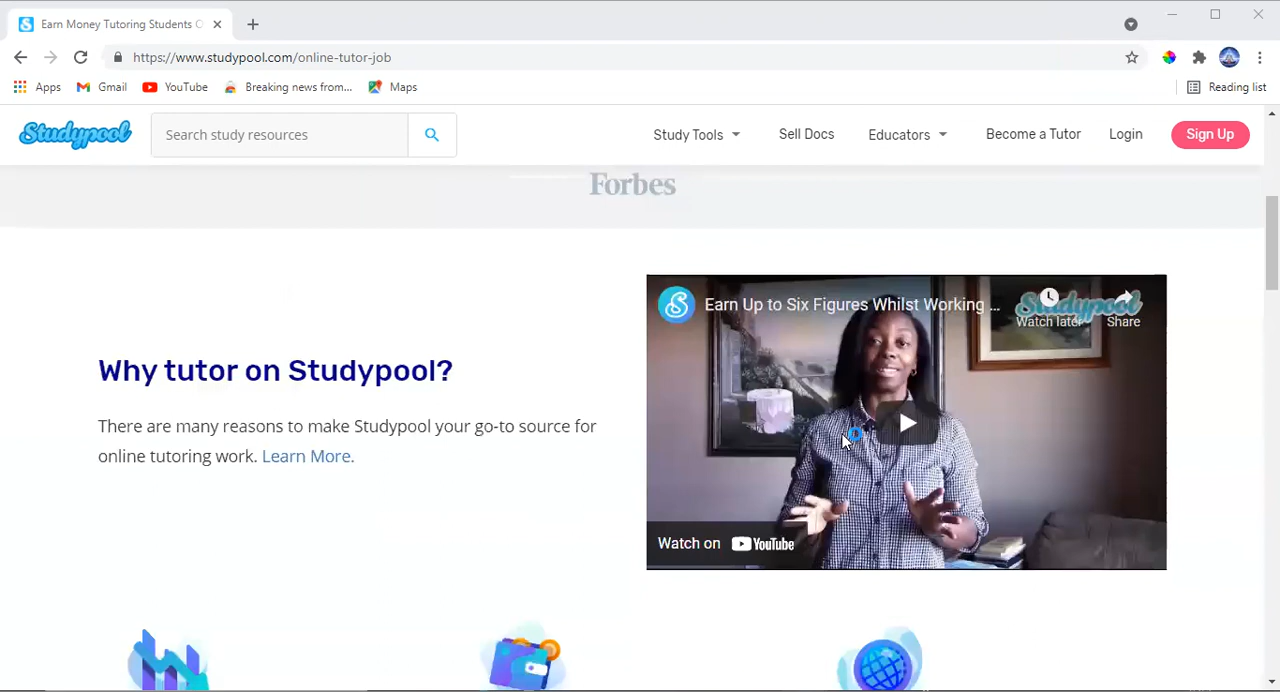 Earn Money Tutoring Students
https://www.studypool.com/online-tutor-job
Apps Gmail YouTube Breaking news from... Maps Reading list
Studypool Search study resources Study Tools Sell Docs Educators Become a Tutor Login Sign Up
Forbes
Earn Up to Six Figures Whilst Working ... Studypool
Watch later Share
Why tutor on Studypool?
There are many reasons to make Studypool your go-to source for
online tutoring work. Learn More.
Watch on YouTube